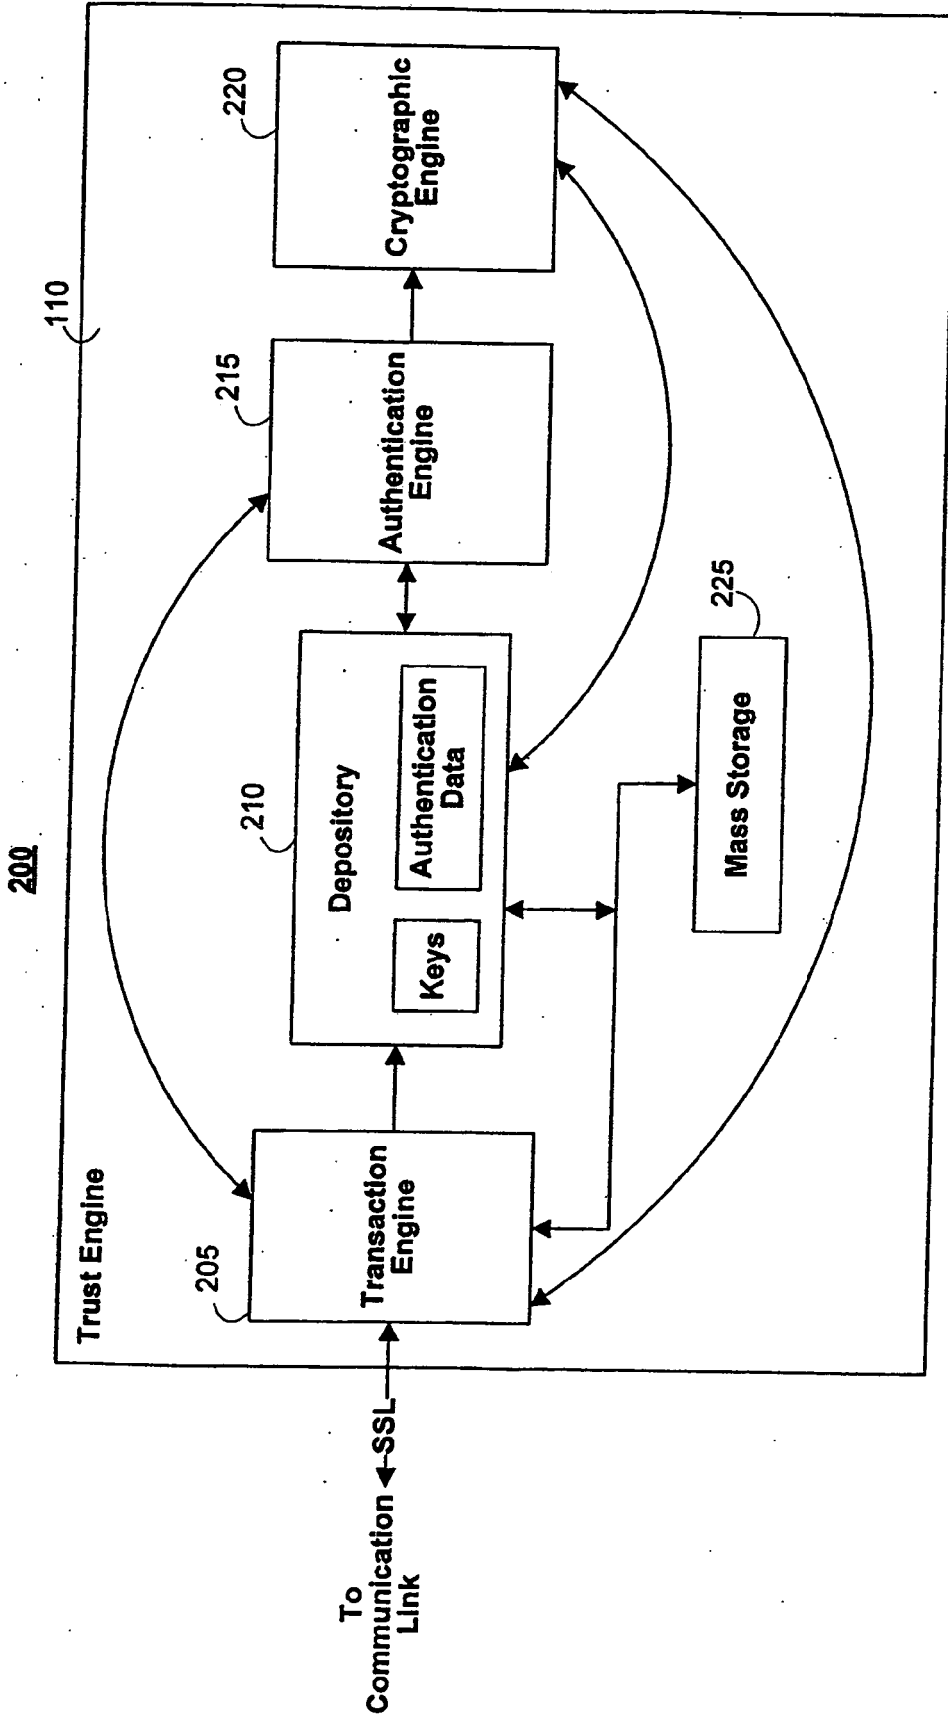 200
Trust Engine
110
205
210
215
220
Transaction
Engine
Depository
Keys
Authentication
Data
Authentication
Engine
Cryptographic
Engine
To
Communication
Link
SSL
Mass Storage
225